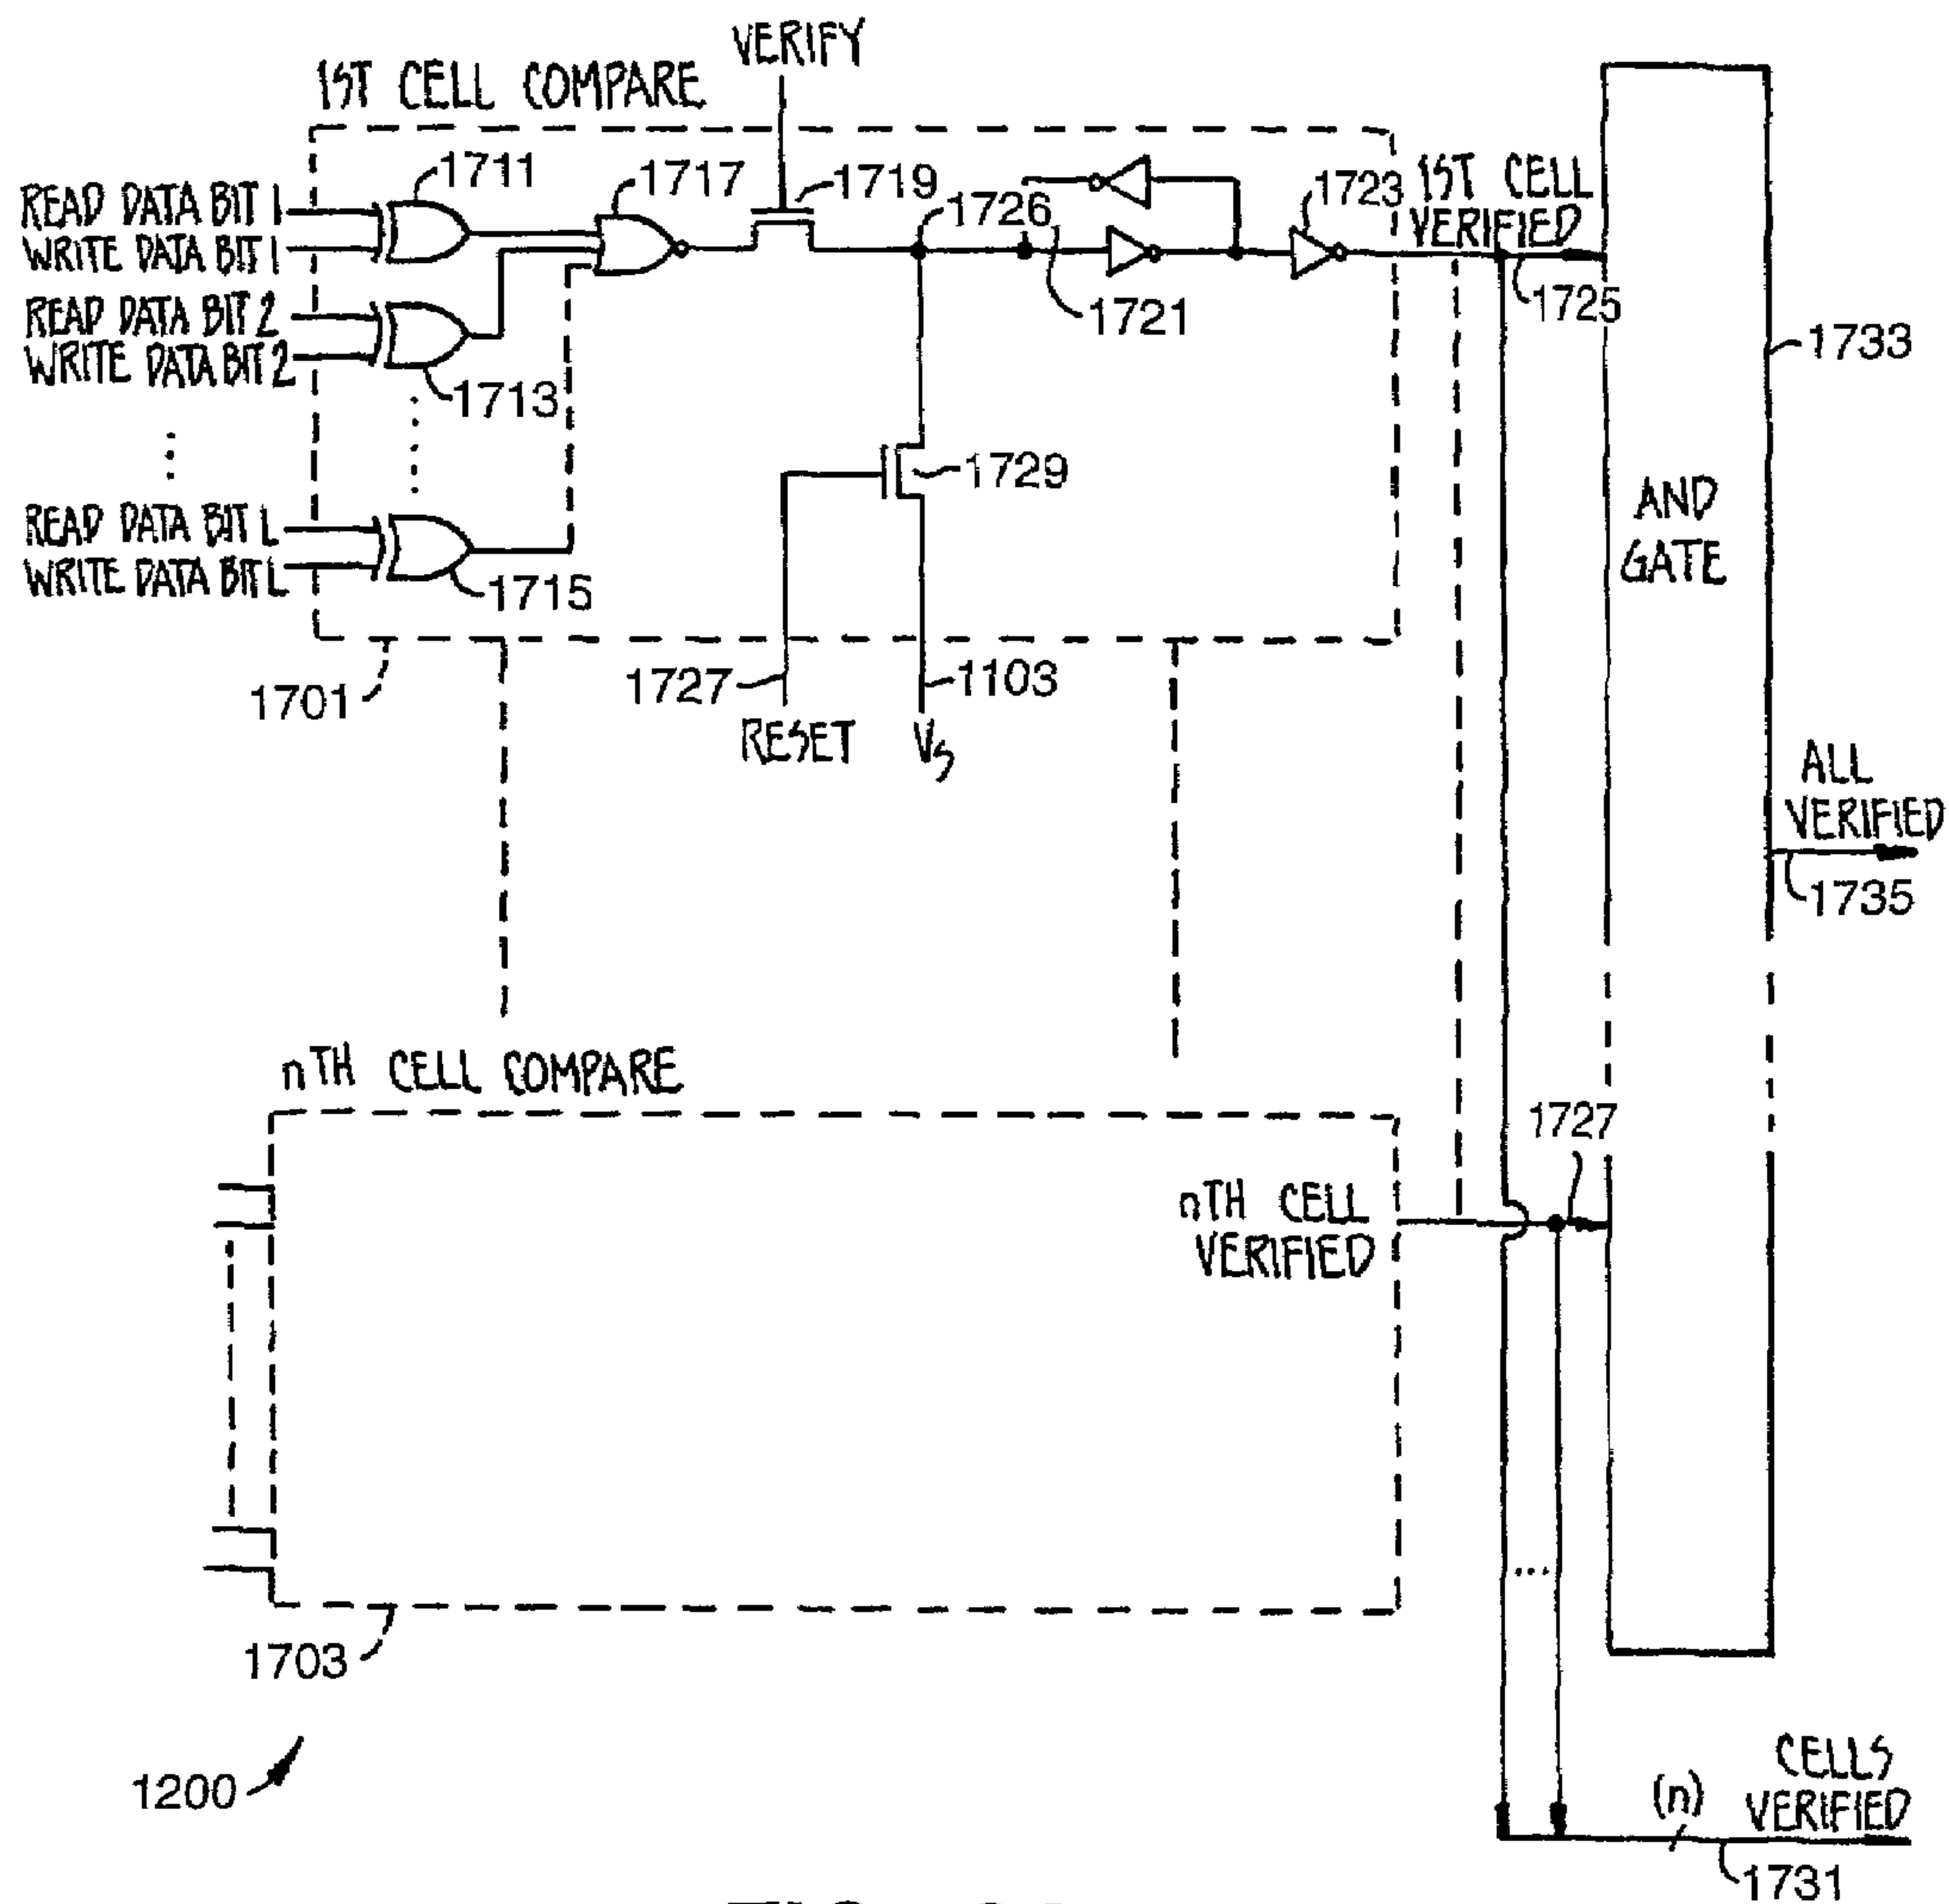 VERIFY
1ST CELL COMPARE
1711
1717
1719
1726
1723
1ST CELL
VERIFIED
READ DATA BIT 1
WRITE DATA BIT 1
1721
1725
READ DATA BIT 2
WRITE DATA BIT 2
1713
1733
1729
AND
GATE
READ DATA BIT L
WRITE DATA BIT L
1715
1701
1727
1103
RESET
VS
ALL
VERIFIED
1735
nTH CELL COMPARE
1727
nTH CELL
VERIFIED
1703
1200
(n)
CELLS
VERIFIED
1731